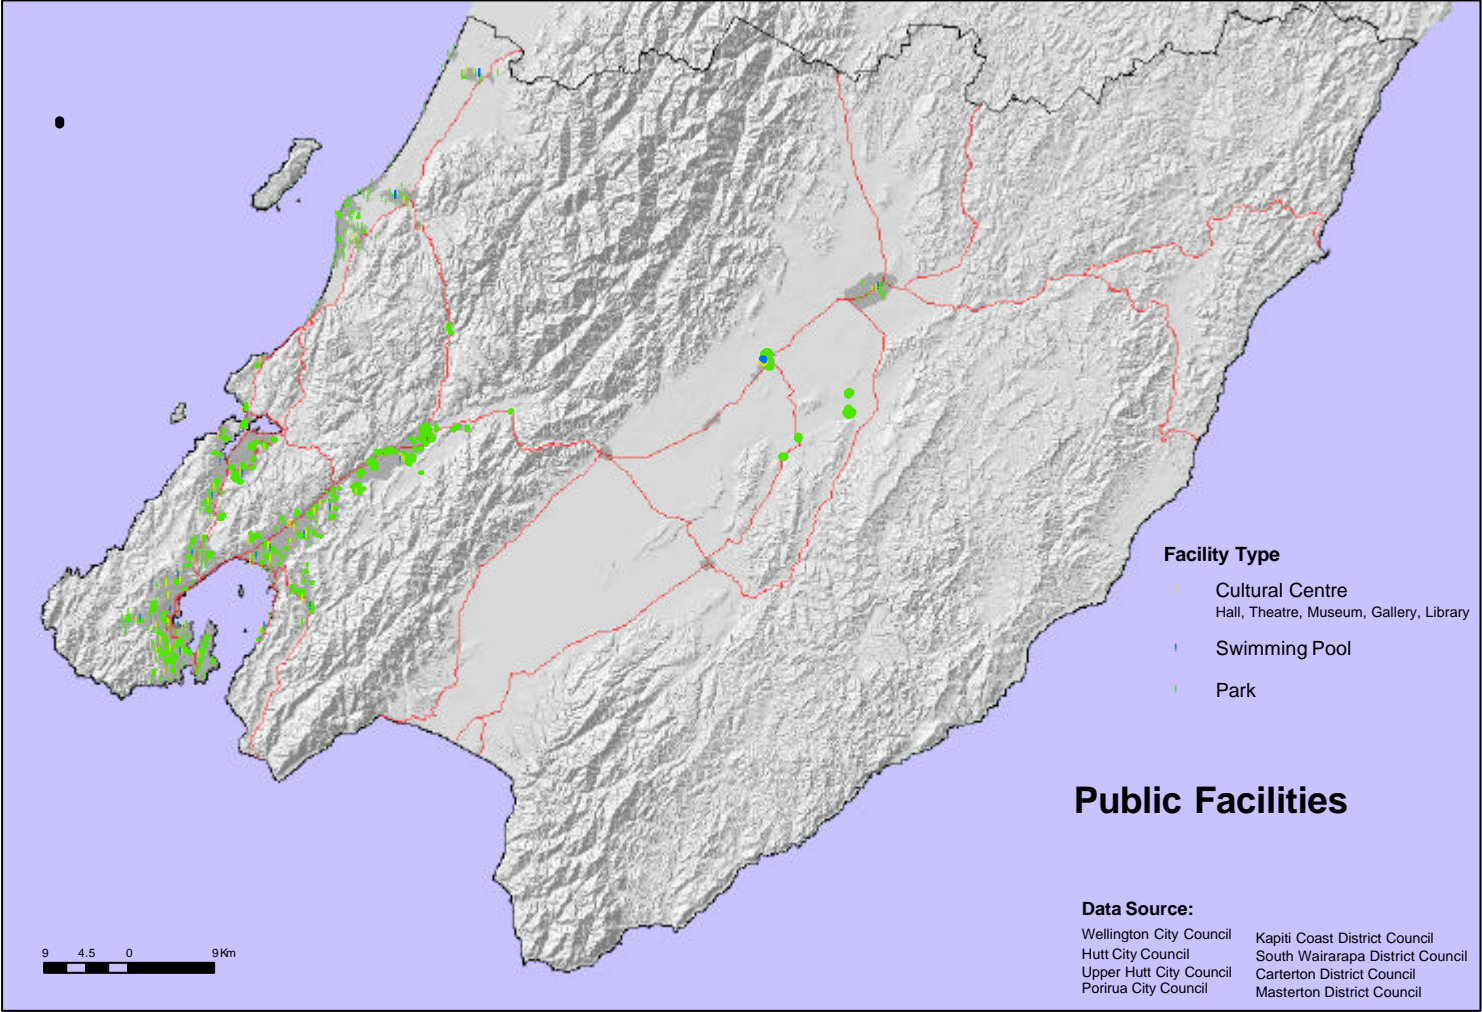 Facility Type
Cultural Centre
Hall, Theatre, Museum, Gallery, Library
Swimming Pool
Park
Public Facilities
Data Source:
Wellington City Council
Hutt City Council
Upper Hutt City Council
Porirua City Council
Kapiti Coast District Council
South Wairarapa District Council
Carterton District Council
Masterton District Council
9 4.5 0 9Km